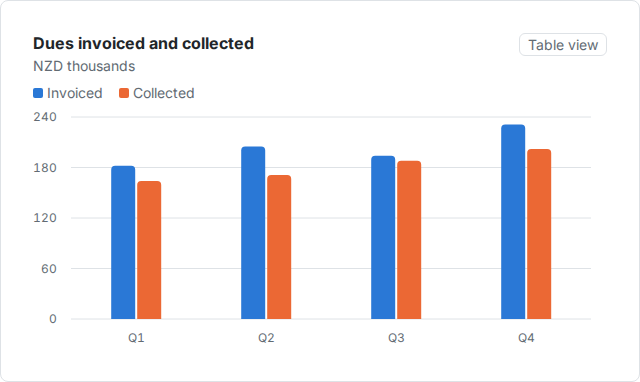 Dues invoiced and collected
Table view
NZD thousands
Invoiced Collected
240
180
120
60
0
Q1 Q2 Q3 Q4